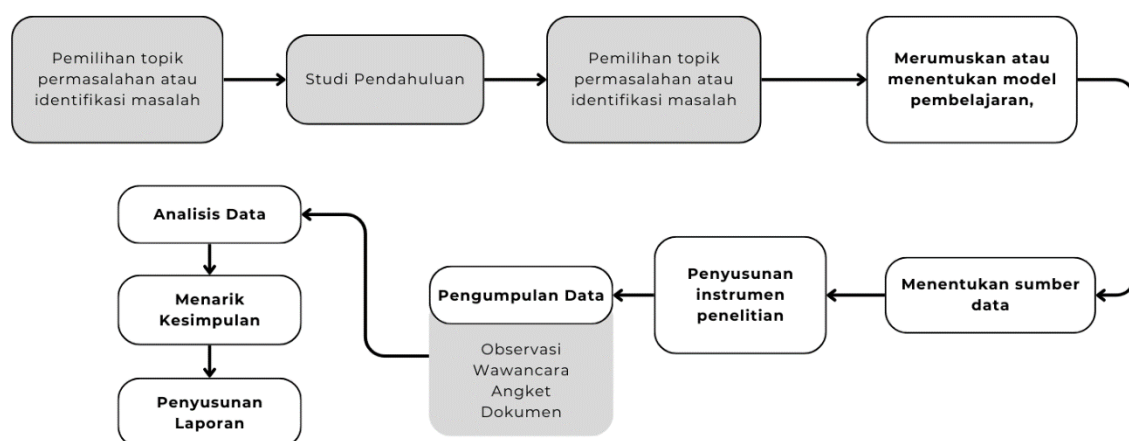 Pemilihan topik
permasalahan atau
identifikasi masalah
Studi Pendahuluan
Pemilihan topik
permasalahan atau
identifikasi masalah
Merumuskan atau
menentukan model
pembelajaran,
Menentukan sumber
data
Penyusunan
instrumen
penelitian
Pengumpulan Data
Observasi
Wawancara
Angket
Dokumen
Analisis Data
Menarik
Kesimpulan
Penyusunan
Laporan